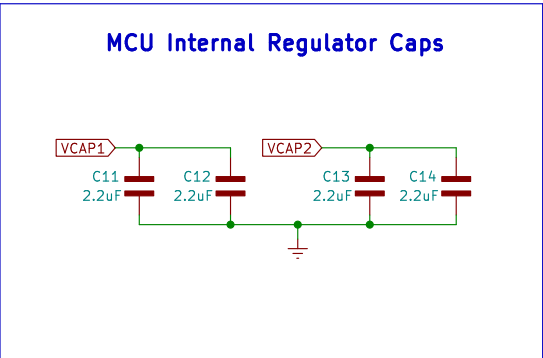 MCU Internal Regulator Caps
VCAP1
VCAP2
C11
2.2uF
C12
2.2uF
C13
2.2uF
C14
2.2uF